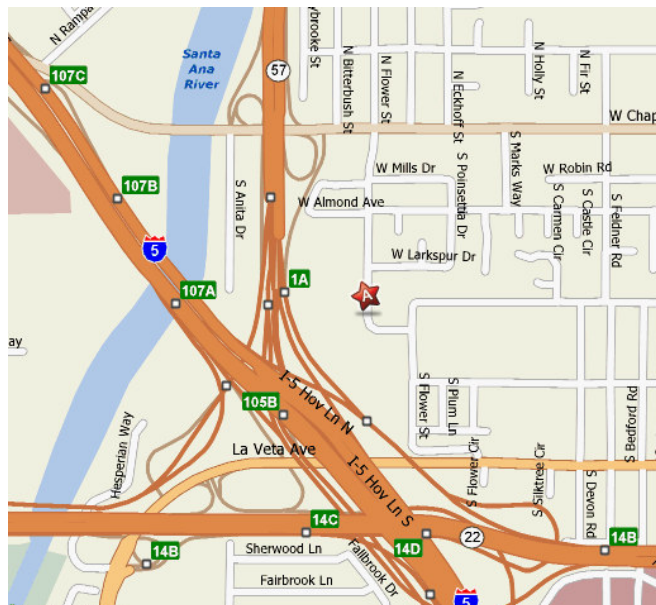 N Rampa
107C
Santa
Ana
River
57
ybrooke St
N Bitterbush St
N Flower St
N Eckhoff St
N Holly St
N Fir St
W Chap
107B
S Anita Dr
W Mills Dr
W Almond Ave
S Poinsettia Dr
S Marks Way
W Robin Rd
S Carmen Cir
S Castle Cir
S Feldner Rd
5
W Larkspur Dr
1A
107A
A
ay
I-5 Hov Ln N
105B
S Flower St
S Plum Ln
Hesperian Way
La Veta Ave
I-5 Hov Ln S
S Flower Cir
S Silktree Cir
S Devon Rd
S Bedford Rd
14C
14D
22
14B
14B
Sherwood Ln
Fallbrook Dr
Fairbrook Ln
5